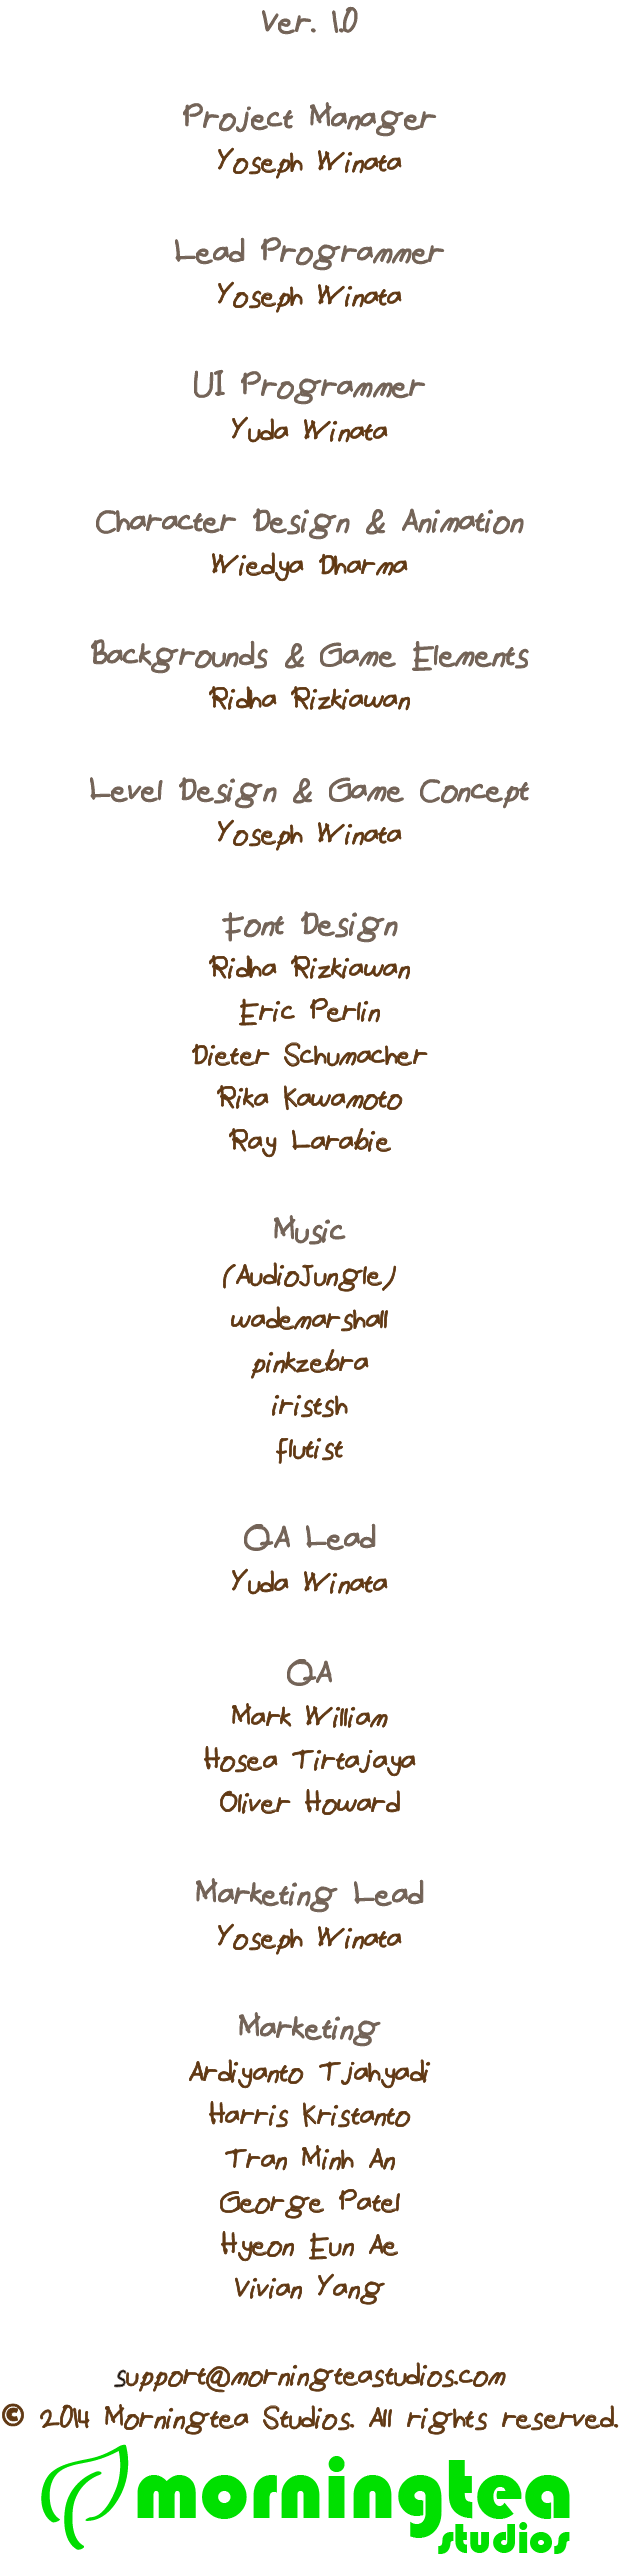 Ver. 1.0
Project Manager
Yoseph Winata
Lead Programmer
Yoseph Winata
UI Programmer
Yuda Winata
Character Design & Animation
Wiedya Dharma
Backgrounds & Game Elements
Ridha Rizkiawan
Level Design & Game Concept
Yoseph Winata
Font Design
Ridha Rizkiawan
Eric Perlin
Dieter Schumacher
Rika Kawamoto
Ray Larabie
Music
(AudioJungle)
wademarshall
pinkzebra
iristsh
flutist
QA Lead
Yuda Winata
QA
Mark William
Hosea Tirtajaya
Oliver Howard
Marketing Lead
Yoseph Winata
Marketing
Ardiyanto Tjahyadi
Harris Kristanto
Tran Minh An
George Patel
Hyeon Eun Ae
Vivian Yang
support@morningteastudios.com
© 2014 Morningtea Studios. All rights reserved.
morningtea
studios